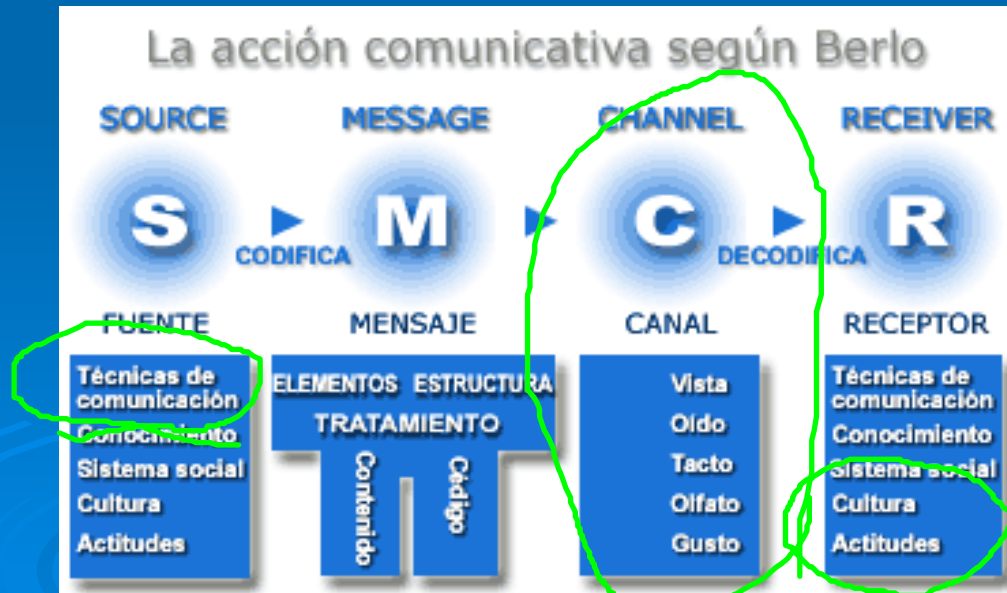 La acción comunicativa según Berlo
SOURCE MESSAGE CHANNEL RECEIVER
S M C R
CODIFICA DECODIFICA
FUENTE MENSAJE CANAL RECEPTOR
Técnicas de
comunicación
Conocimiento
Sistema social
Cultura
Actitudes
ELEMENTOS ESTRUCTURA
TRATAMIENTO
Contenido
Código
Vista
Oído
Tacto
Olfato
Gusto
Técnicas de
comunicación
Conocimiento
Sistema social
Cultura
Actitudes